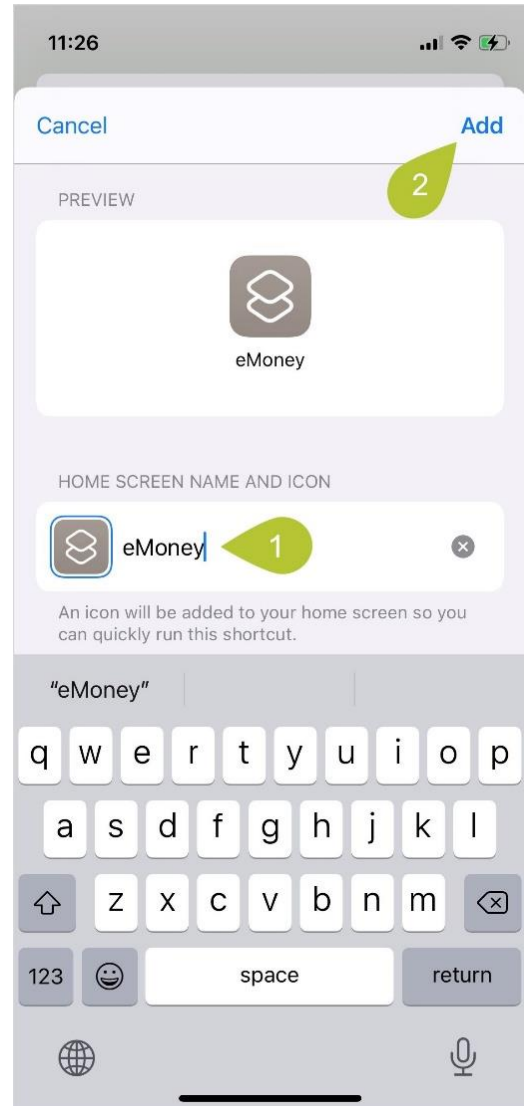 11:26
Cancel
Add
2
PREVIEW
eMoney
HOME SCREEN NAME AND ICON
eMoney
1
An icon will be added to your home screen so you
can quickly run this shortcut.
“eMoney”
q w e r t y u i o p
a s d f g h j k l
z x c v b n m
123 space return